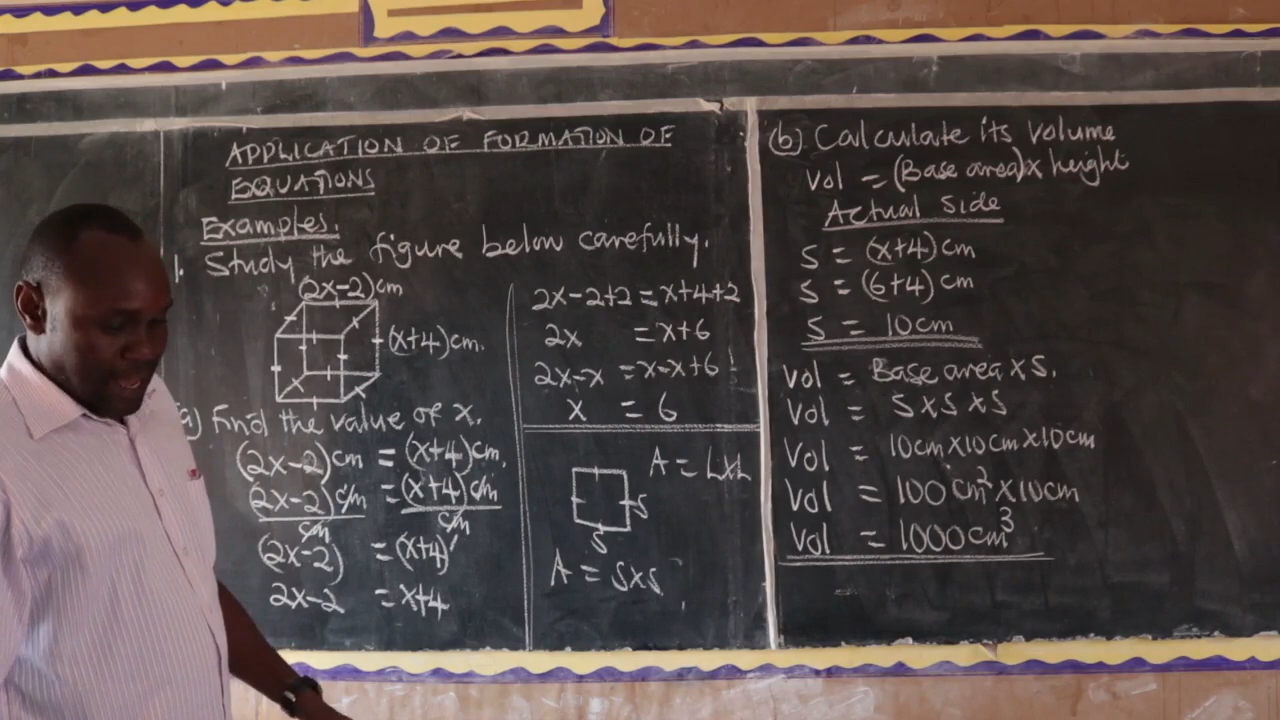 APPLICATION OF FORMATION OF
EQUATIONS
Examples.
1. Study the figure below carefully.
(2x-2)cm
(x+4)cm.
a) Find the value of x.
(2x-2)cm = (x+4)cm.
(2x-2)cm = (x+4)cm
cm cm
(2x-2) = (x+4)
2x-2 = x+4
2x-2+2 = x+4+2
2x = x+6
2x-x = x-x+6
x = 6
A = LXL
S
S
A = SXS
(b) Calculate its volume
Vol = (Base area) x height
Actual side
S = (x+4)cm
S = (6+4)cm
S = 10cm
Vol = Base area x S.
Vol = S X S X S
Vol = 10cm X 10cm X 10cm
Vol = 100cm² X 10cm
Vol = 1000cm³